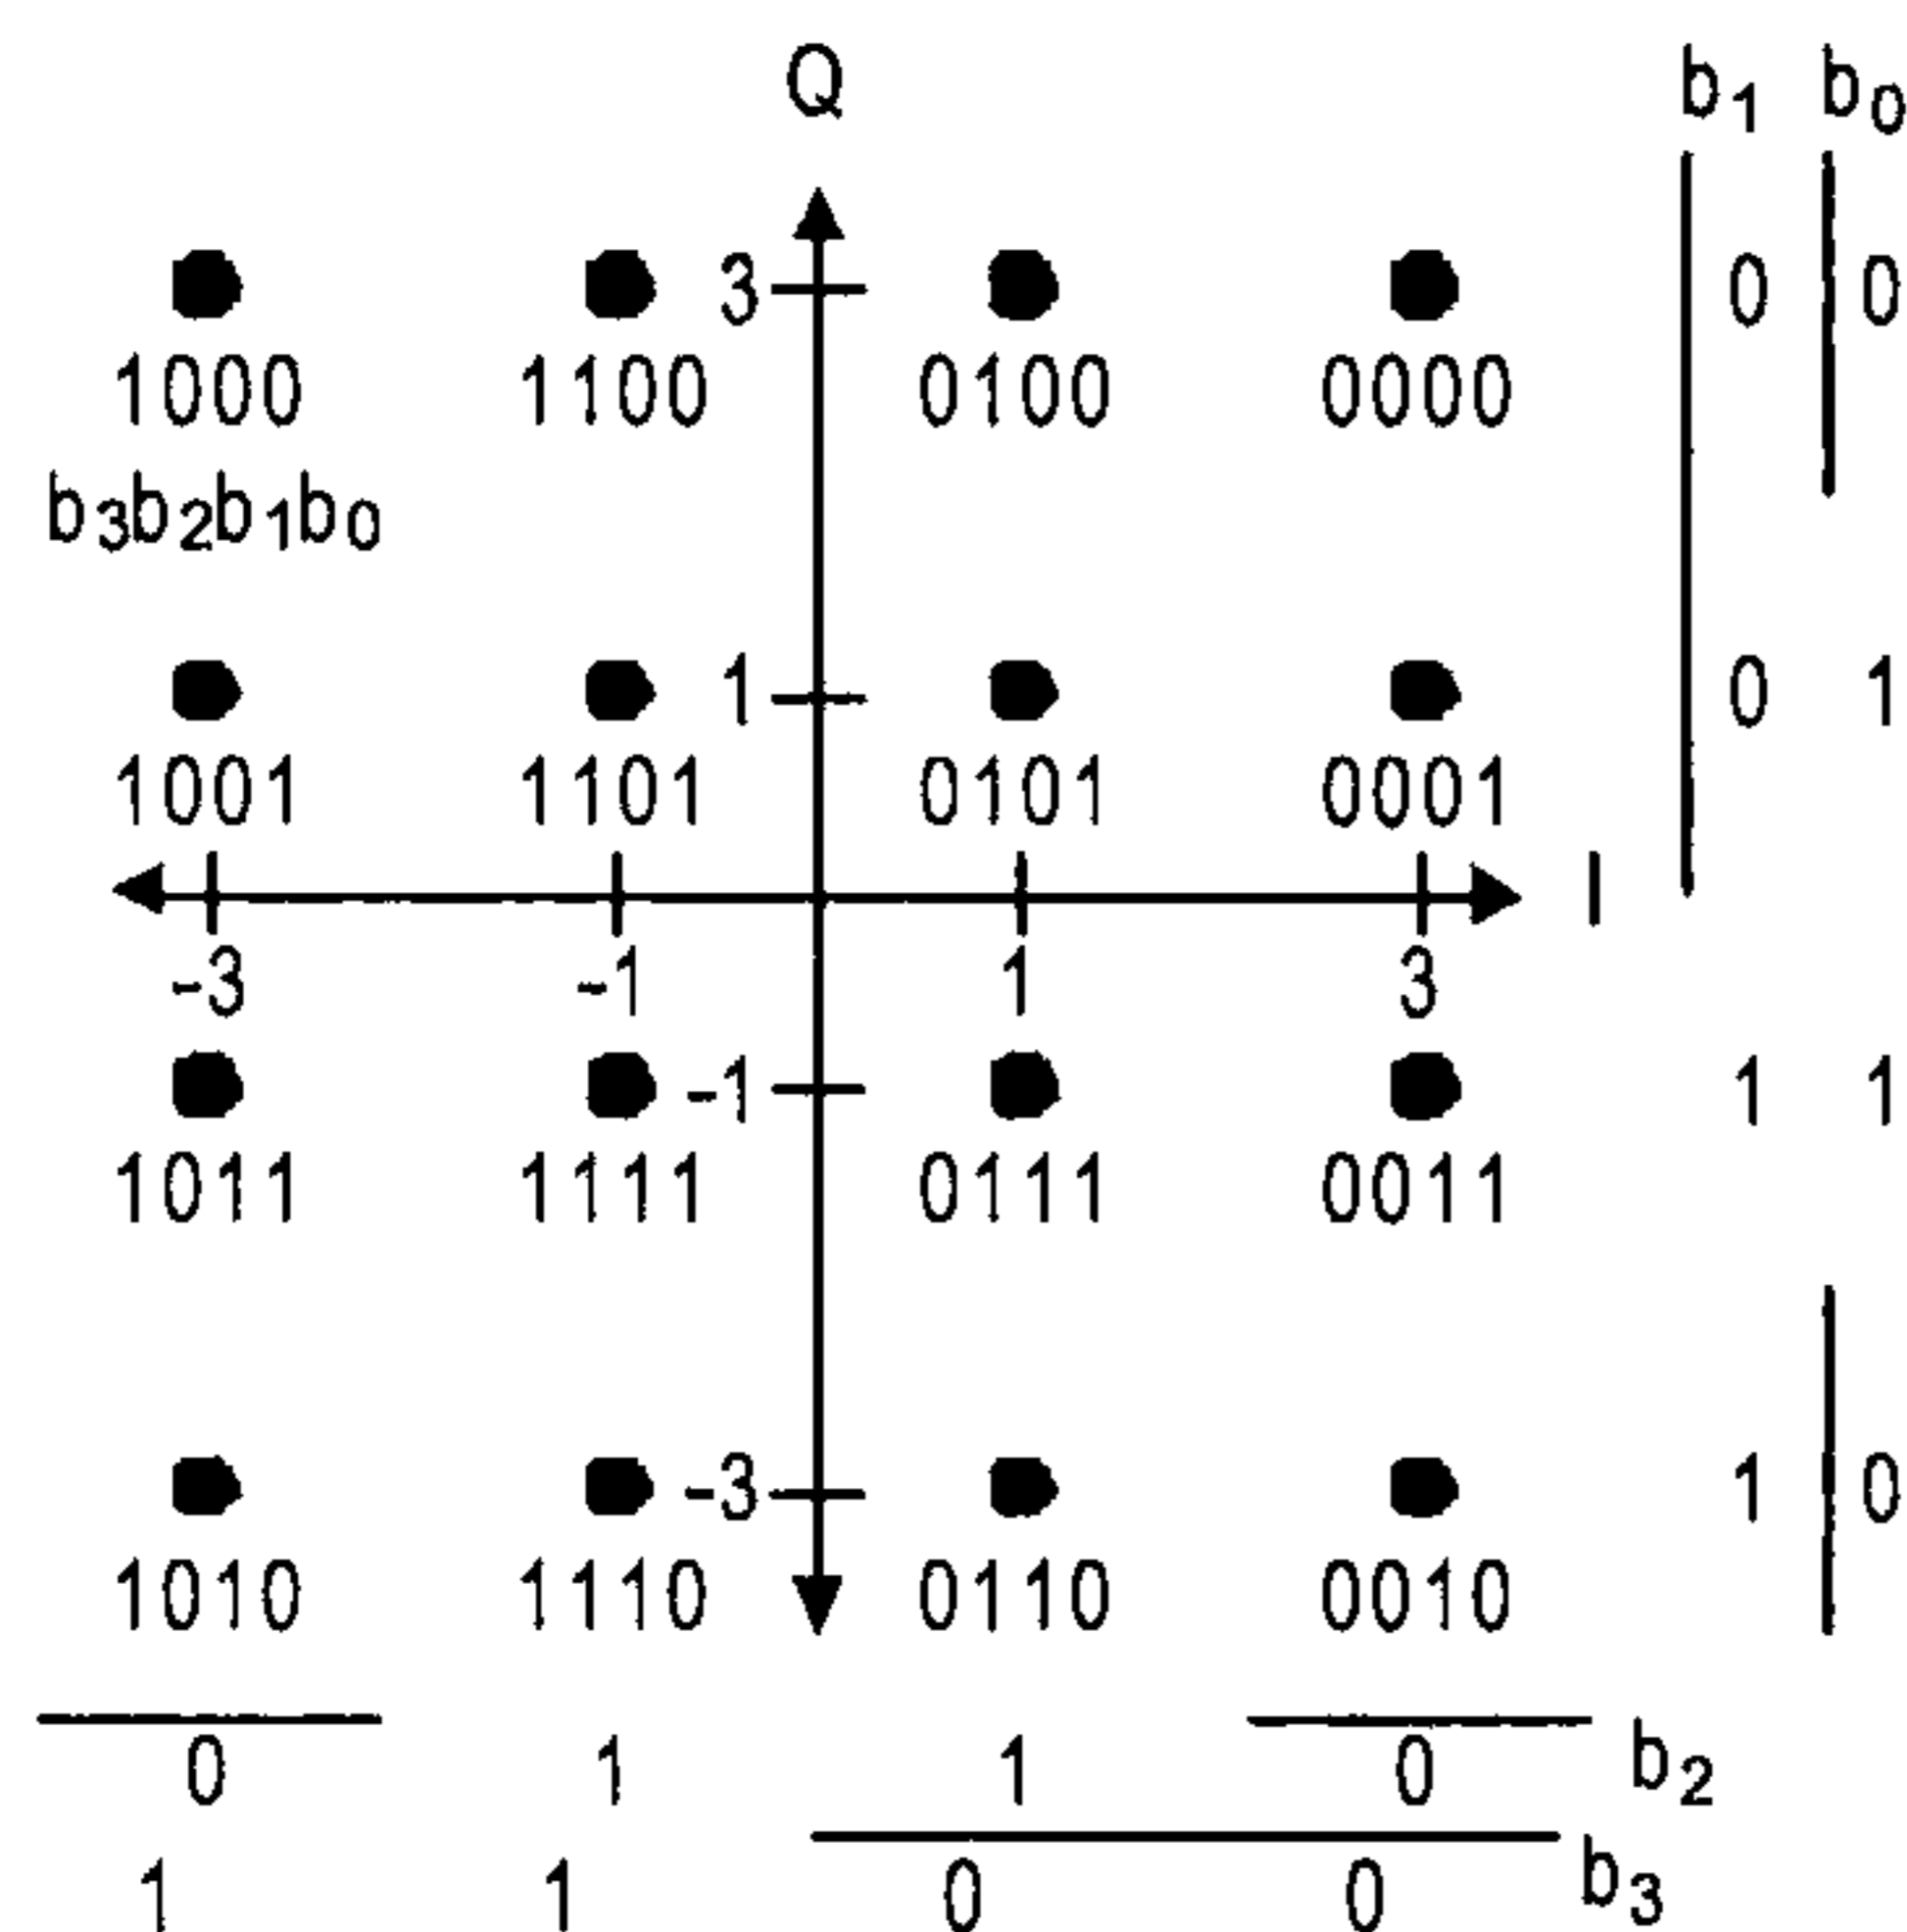 Q b₁ b₀
3 0 0
1000 1100 0100 0000
b₃b₂b₁b₀
1 0 1
1001 1101 0101 0001
I
-3 -1 1 3
-1 1 1
1011 1111 0111 0011
-3 1 0
1010 1110 0110 0010
0 1 1 0 b₂
1 1 0 0 b₃